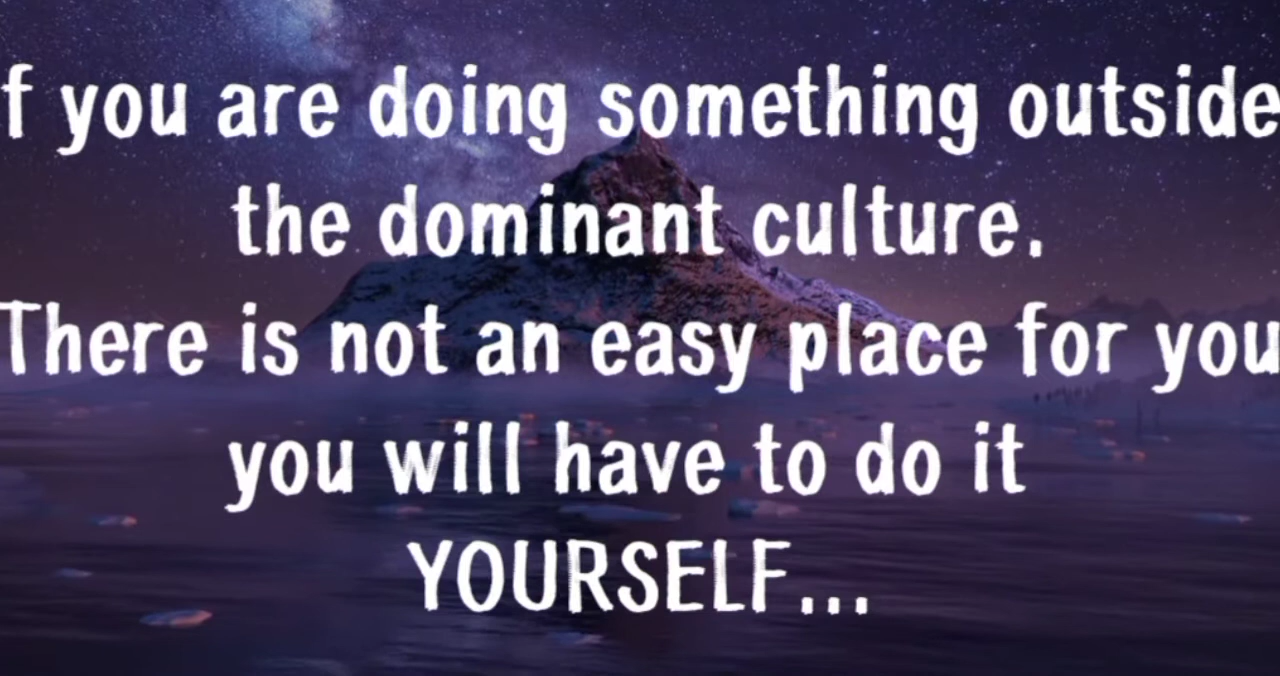 f you are doing something outside
the dominant culture.
There is not an easy place for you
you will have to do it
YOURSELF...